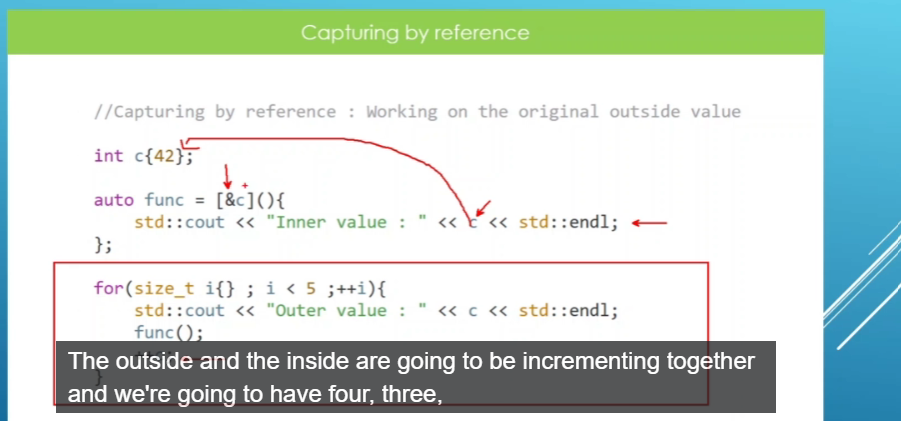 Capturing by reference
//Capturing by reference : Working on the original outside value
int c{42};
auto func = [&c](){
std::cout << "Inner value : " << c << std::endl;
};
for(size_t i{} ; i < 5 ;++i){
std::cout << "Outer value : " << c << std::endl;
func();
}
The outside and the inside are going to be incrementing together
and we're going to have four, three,